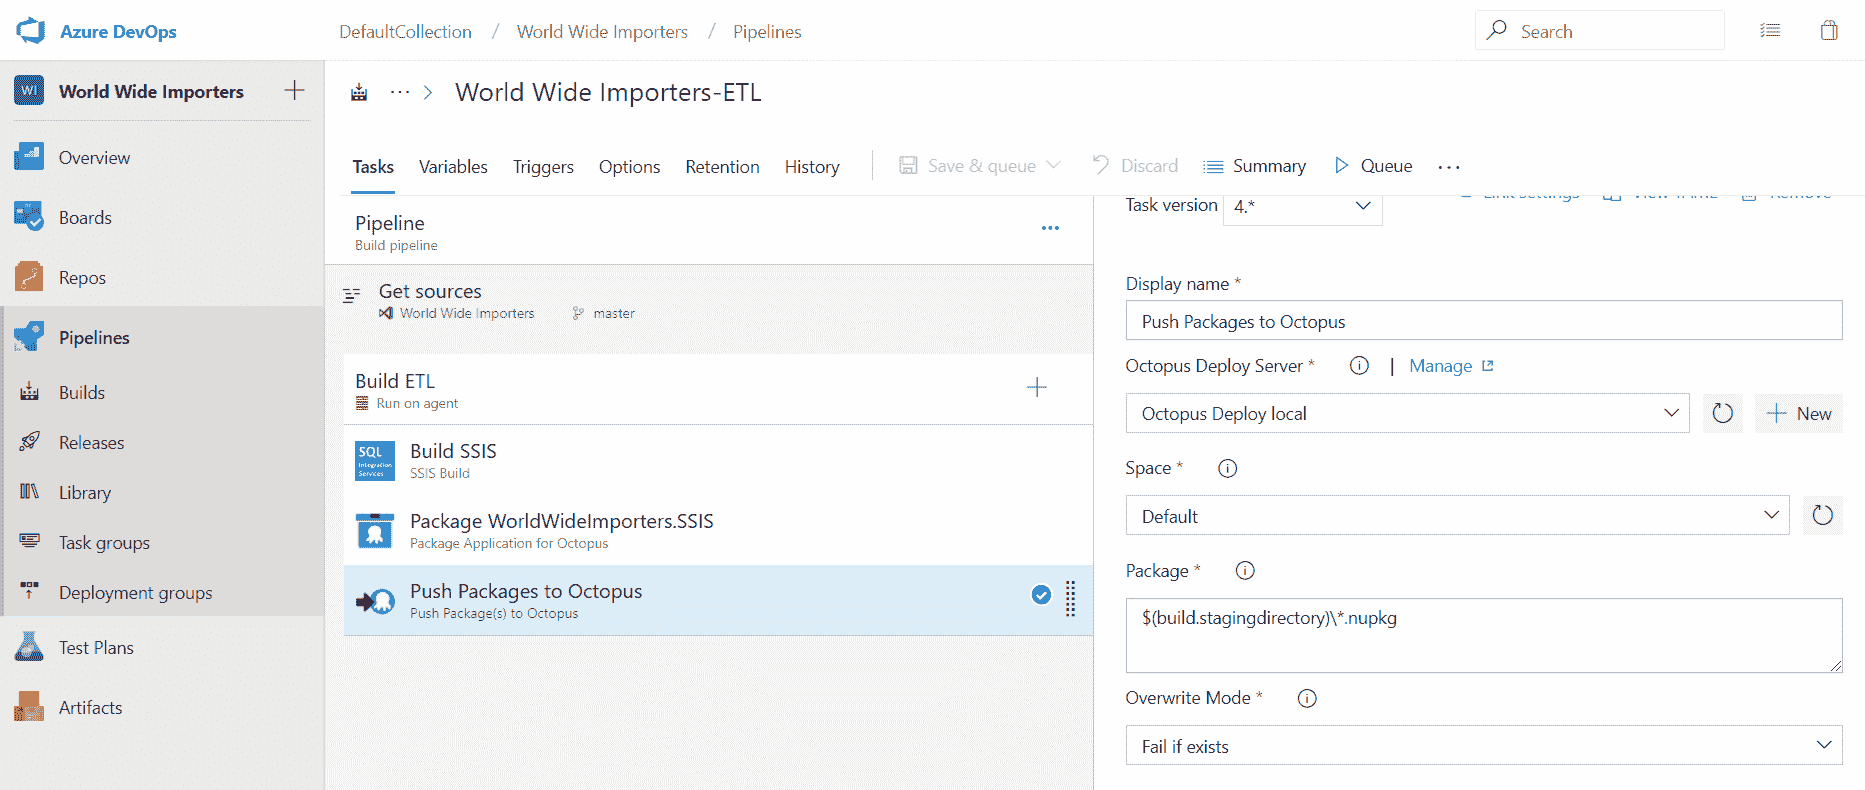 Azure DevOps
DefaultCollection / World Wide Importers / Pipelines
Search
WI World Wide Importers
Overview
Boards
Repos
Pipelines
Builds
Releases
Library
Task groups
Deployment groups
Test Plans
Artifacts
··· > World Wide Importers-ETL
Tasks Variables Triggers Options Retention History Save & queue Discard Summary Queue ···
Pipeline
Build pipeline
Get sources
World Wide Importers master
Build ETL
Run on agent
SQL Integration Services
Build SSIS
SSIS Build
Package WorldWideImporters.SSIS
Package Application for Octopus
Push Packages to Octopus
Push Package(s) to Octopus
Link settings View YAML Remove
Task version 4.*
Display name *
Push Packages to Octopus
Octopus Deploy Server * | Manage
Octopus Deploy local
New
Space *
Default
Package *
$(build.stagingdirectory)\*.nupkg
Overwrite Mode *
Fail if exists